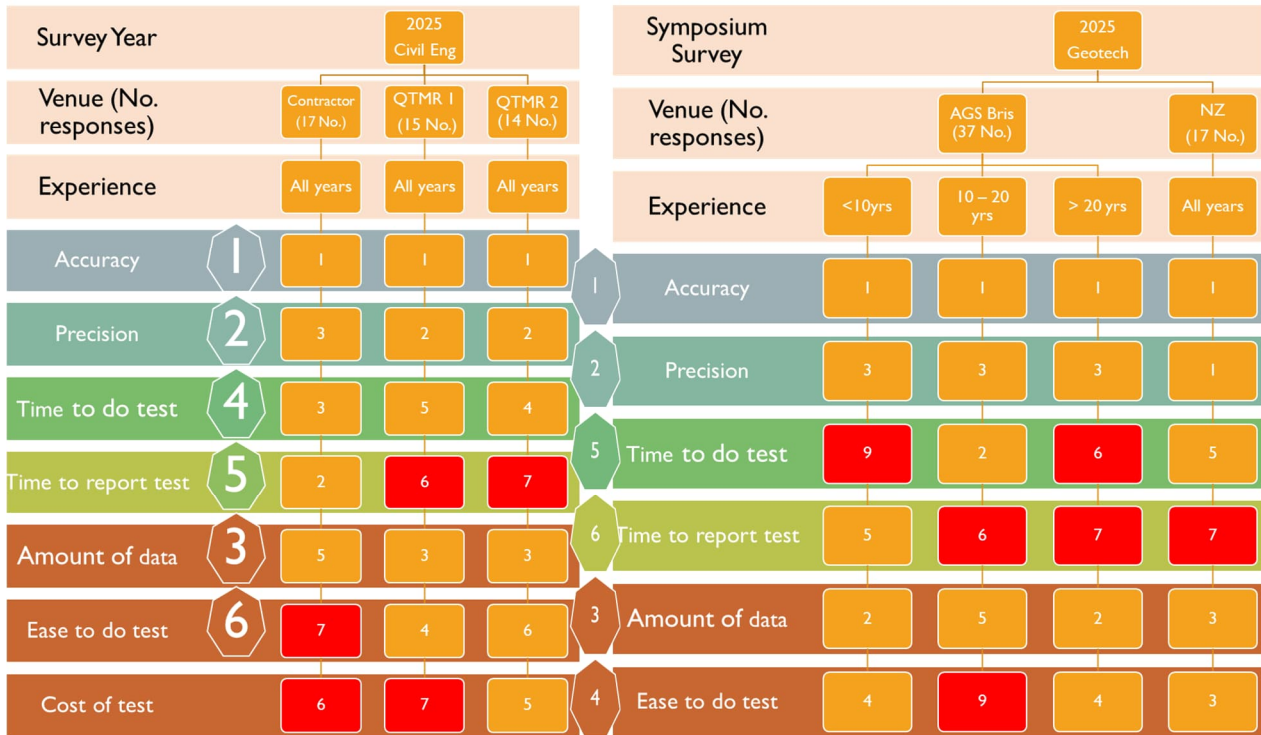 Survey Year
2025
Civil Eng
Venue (No.
responses)
Contractor
(17 No.)
QTMR 1
(15 No.)
QTMR 2
(14 No.)
Experience
All years
All years
All years
Accuracy
1
1
1
1
Precision
2
3
2
2
Time to do test
4
3
5
4
Time to report test
5
2
6
7
Amount of data
3
5
3
3
Ease to do test
6
7
4
6
Cost of test
6
7
5
Symposium
Survey
2025
Geotech
Venue (No.
responses)
AGS Bris
(37 No.)
NZ
(17 No.)
Experience
<10yrs
10 – 20
yrs
> 20 yrs
All years
1
Accuracy
1
1
1
1
2
Precision
3
3
3
1
5
Time to do test
9
2
6
5
6
Time to report test
5
6
7
7
3
Amount of data
2
5
2
3
4
Ease to do test
4
9
4
3